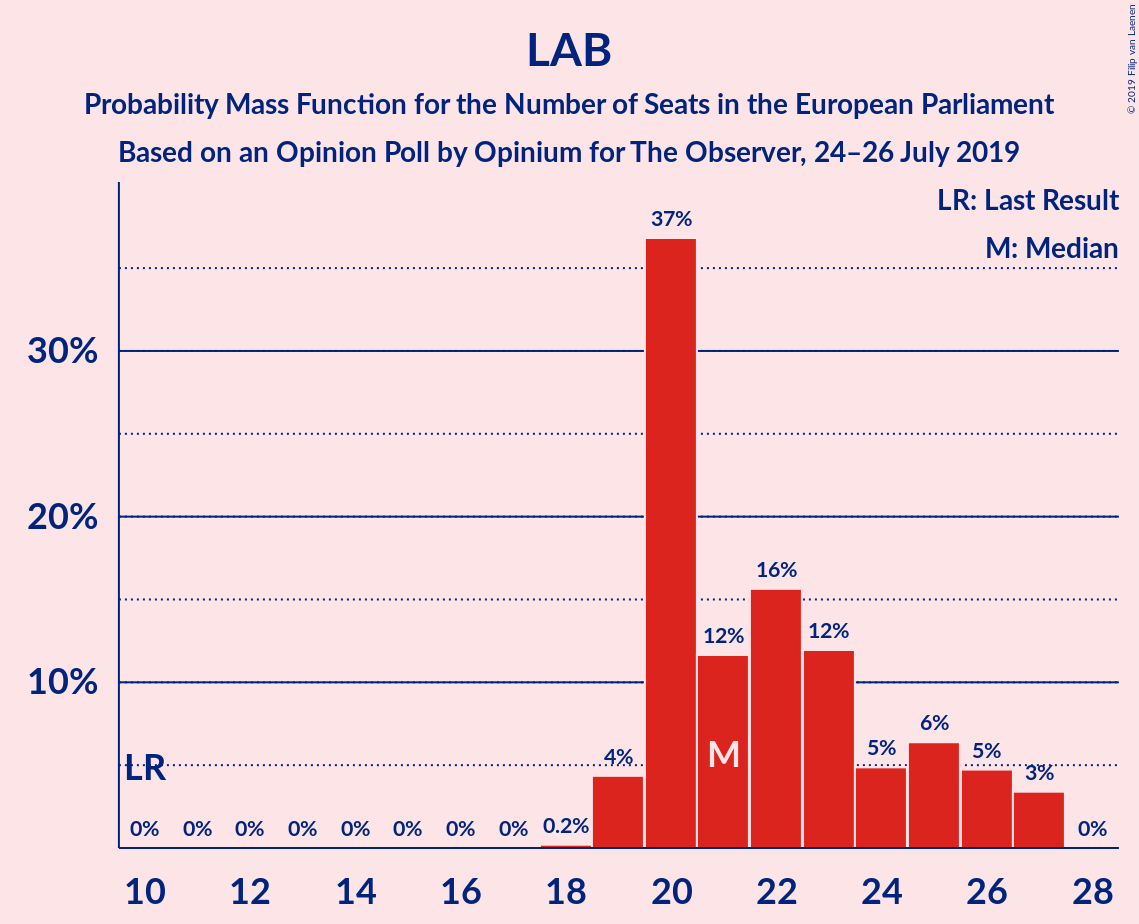 LAB
Probability Mass Function for the Number of Seats in the European Parliament
Based on an Opinion Poll by Opinium for The Observer, 24–26 July 2019
© 2019 Filip van Laenen
LR: Last Result
M: Median
37%
30%
20%
16%
12%
12%
10%
6%
5%
5%
4%
3%
LR
M
0% 0% 0% 0% 0% 0% 0% 0% 0.2% 0%
10 12 14 16 18 20 22 24 26 28